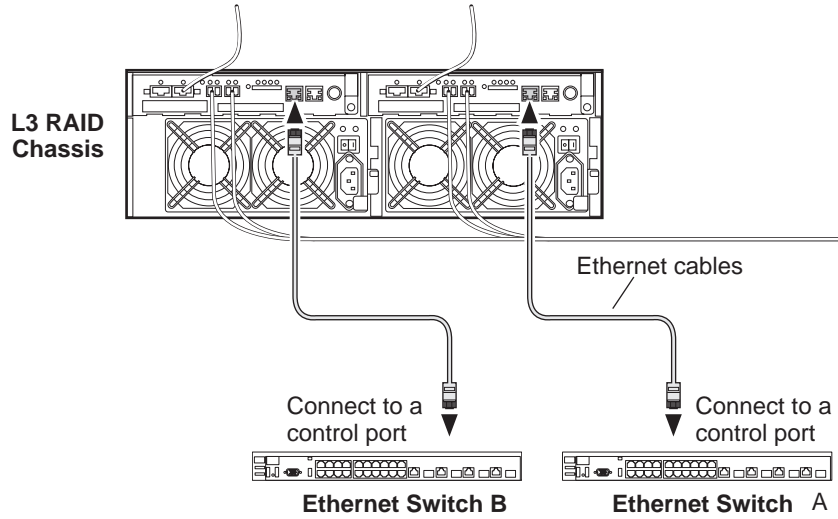 L3 RAID
Chassis
Ethernet cables
Connect to a
control port
Connect to a
control port
Ethernet Switch B
Ethernet Switch A